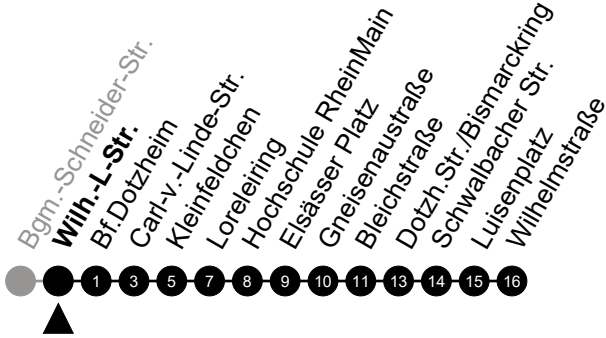 Bgm.-Schneider-Str.
Wilh.-L-Str.
Bf.Dotzheim
Carl-v.-Linde-Str.
Kleinfeldchen
Loreleiring
Hochschule RheinMain
Elsässer Platz
Gneisenaustraße
Bleichstraße
Dotzh.Str./Bismarckring
Schwalbacher Str.
Luisenplatz
Wilhelmstraße
1 3 5 7 8 9 10 11 13 14 15 16